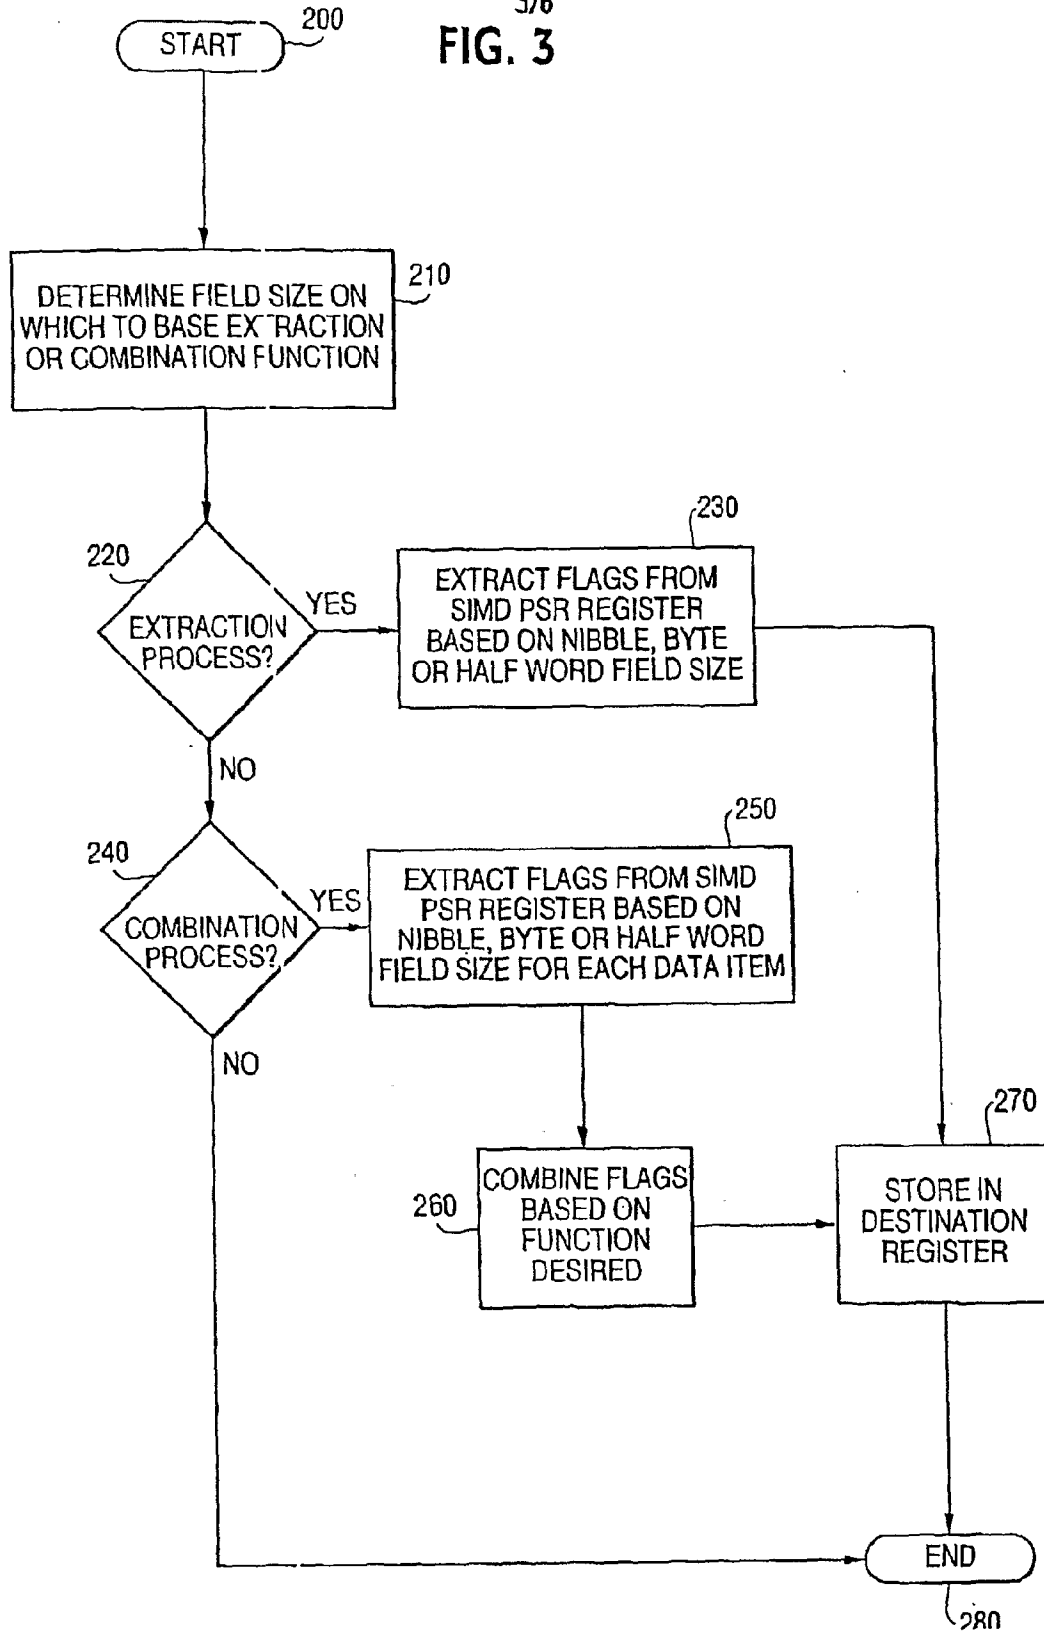 3/6
FIG. 3
START
200
DETERMINE FIELD SIZE ON
WHICH TO BASE EXTRACTION
OR COMBINATION FUNCTION
210
220
EXTRACTION
PROCESS?
YES
NO
230
EXTRACT FLAGS FROM
SIMD PSR REGISTER
BASED ON NIBBLE, BYTE
OR HALF WORD FIELD SIZE
240
COMBINATION
PROCESS?
YES
NO
250
EXTRACT FLAGS FROM SIMD
PSR REGISTER BASED ON
NIBBLE, BYTE OR HALF WORD
FIELD SIZE FOR EACH DATA ITEM
260
COMBINE FLAGS
BASED ON
FUNCTION
DESIRED
270
STORE IN
DESTINATION
REGISTER
END
280